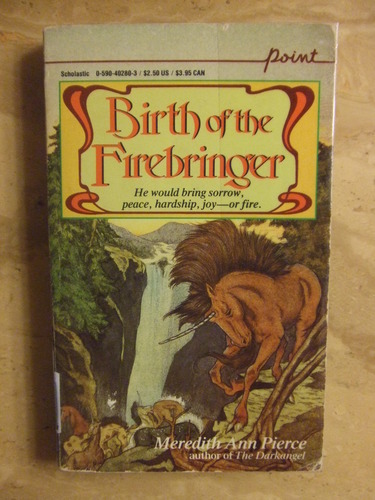 point
Scholastic 0-590-40280-3 / $2.50 US / $3.95 CAN
Birth of the
Firebringer
He would bring sorrow,
peace, hardship, joy—or fire.
Meredith Ann Pierce
author of The Darkangel